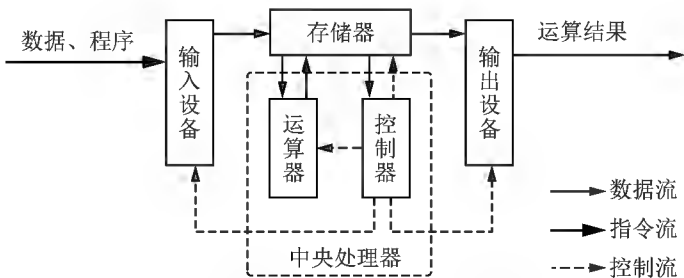 数据、程序
输入设备
存储器
输出设备
运算结果
运算器
控制器
中央处理器
数据流
指令流
控制流